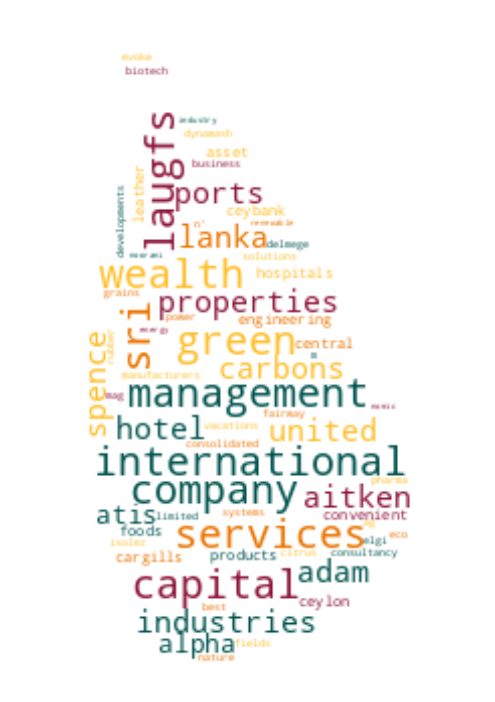 evoke
biotech
laugfs
industry
dynawash
asset
business
leather
developments
ports
ceybank
n'
renewable
lanka
delmege
noorani
solutions
wealth
hospitals
grains
properties
sri
power
engineering
energy
green
central
rubber
spence
m
carbons
manufacturers
mag
management
fairway
hotel
vacations
united
consolidated
international
company
pharma
aitken
atis
limited
systems
convenient
foods
services
eco
elgi
isolez
cargills
products
citrus
consultancy
adam
capital
ceylon
best
industries
alpha
fields
nature